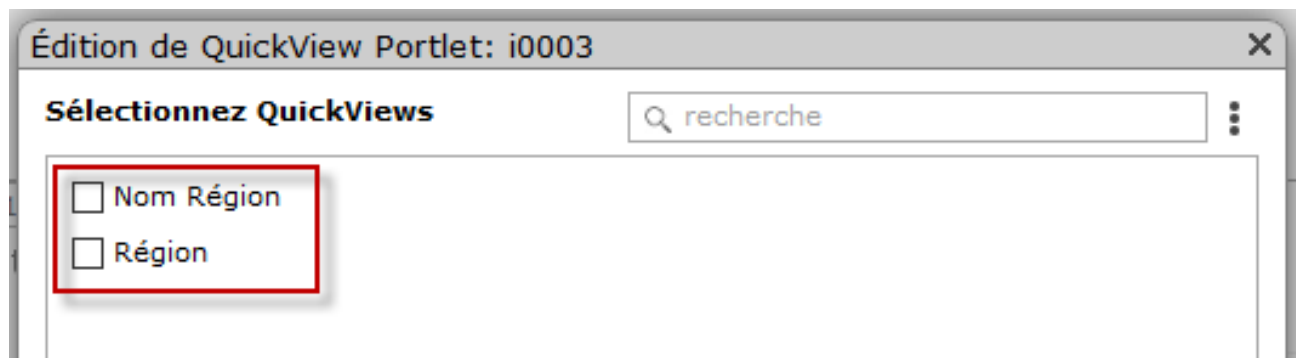 Édition de QuickView Portlet: i0003
Sélectionnez QuickViews
recherche
Nom Région
Région